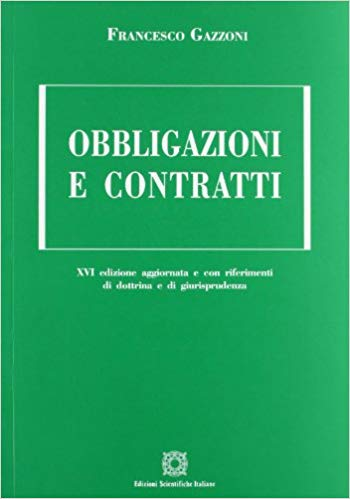 FRANCESCO GAZZONI
OBBLIGAZIONI
E CONTRATTI
XVI edizione aggiornata e con riferimenti
di dottrina e di giurisprudenza
Edizioni Scientifiche Italiane